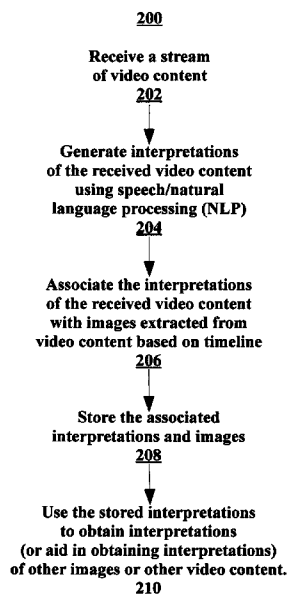 200
Receive a stream
of video content
202
Generate interpretations
of the received video content
using speech/natural
language processing (NLP)
204
Associate the interpretations
of the received video content
with images extracted from
video content based on timeline
206
Store the associated
interpretations and images
208
Use the stored interpretations
to obtain interpretations
(or aid in obtaining interpretations)
of other images or other video content.
210